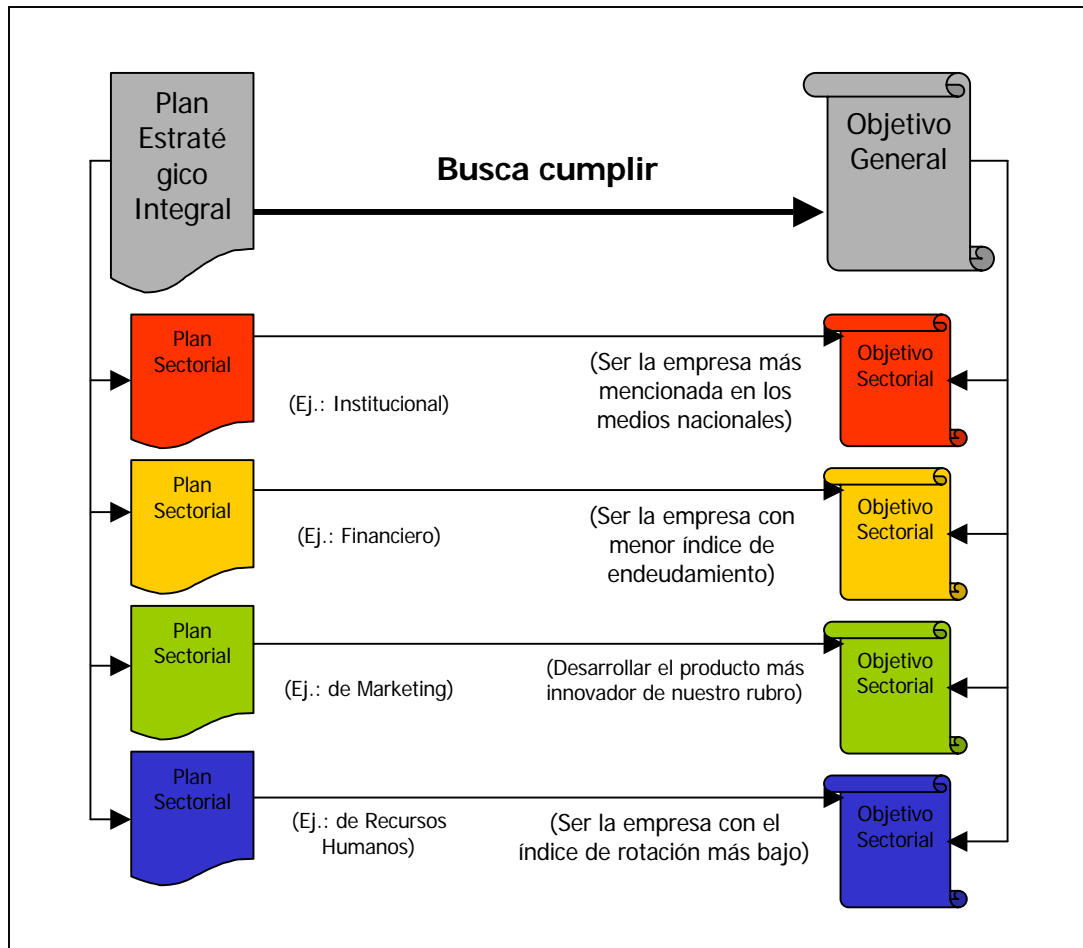 Plan
Estraté
gico
Integral
Busca cumplir
Objetivo
General
Plan
Sectorial
(Ej.: Institucional)
(Ser la empresa más
mencionada en los
medios nacionales)
Objetivo
Sectorial
Plan
Sectorial
(Ej.: Financiero)
(Ser la empresa con
menor índice de
endeudamiento)
Objetivo
Sectorial
Plan
Sectorial
(Ej.: de Marketing)
(Desarrollar el producto más
innovador de nuestro rubro)
Objetivo
Sectorial
Plan
Sectorial
(Ej.: de Recursos
Humanos)
(Ser la empresa con el
índice de rotación más bajo)
Objetivo
Sectorial